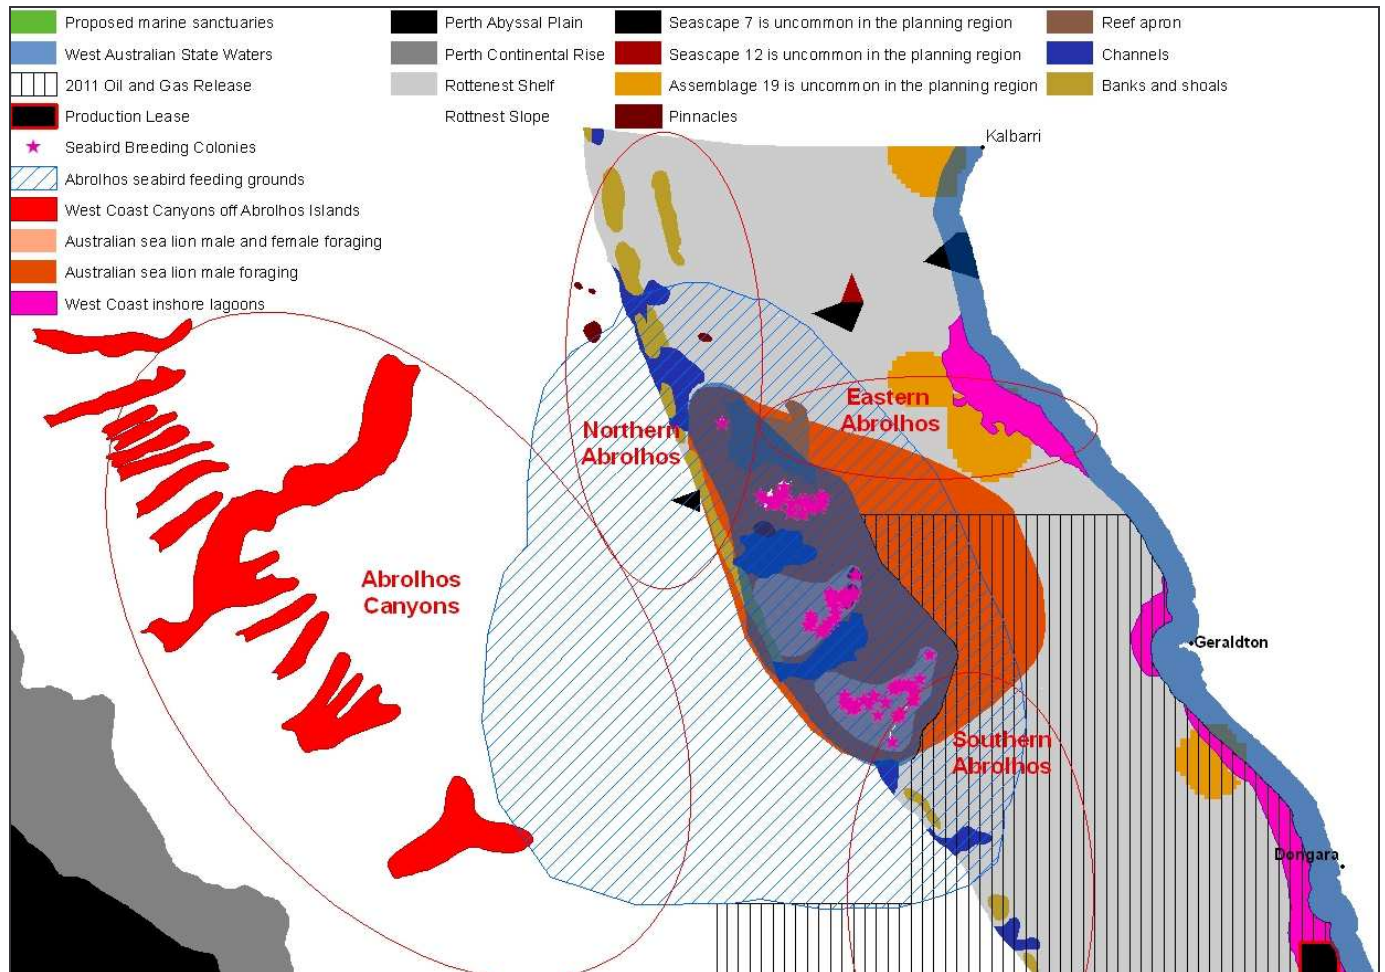 Proposed marine sanctuaries
West Australian State Waters
2011 Oil and Gas Release
Production Lease
Seabird Breeding Colonies
Abrolhos seabird feeding grounds
West Coast Canyons off Abrolhos Islands
Australian sea lion male and female foraging
Australian sea lion male foraging
West Coast inshore lagoons
Perth Abyssal Plain
Perth Continental Rise
Rottenest Shelf
Rottnest Slope
Seascape 7 is uncommon in the planning region
Seascape 12 is uncommon in the planning region
Assemblage 19 is uncommon in the planning region
Pinnacles
Reef apron
Channels
Banks and shoals
Kalbarri
Eastern
Abrolhos
Northern
Abrolhos
Abrolhos
Canyons
Geraldton
Southern
Abrolhos
Dongara